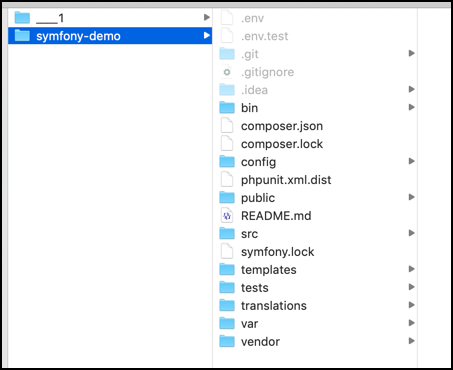 ____1
symfony-demo
.env
.env.test
.git
.gitignore
.idea
bin
composer.json
composer.lock
config
phpunit.xml.dist
public
README.md
src
symfony.lock
templates
tests
translations
var
vendor